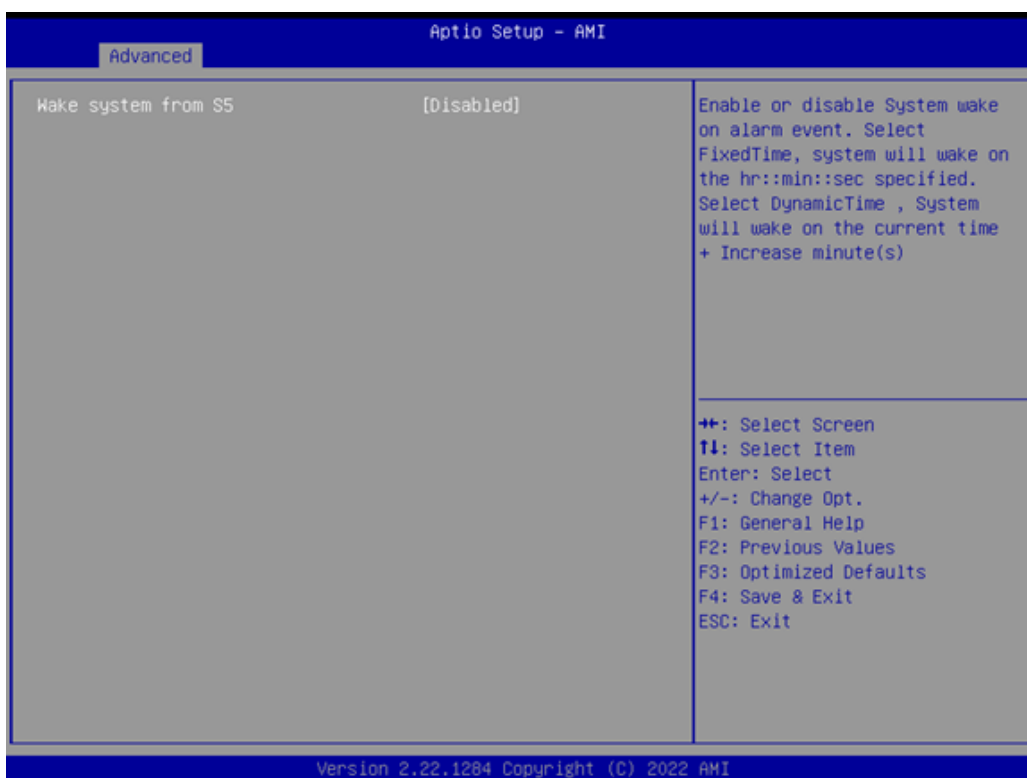 Aptio Setup – AMI
Advanced
Wake system from S5 [Disabled]
Enable or disable System wake
on alarm event. Select
FixedTime, system will wake on
the hr::min::sec specified.
Select DynamicTime , System
will wake on the current time
+ Increase minute(s)
→←: Select Screen
↑↓: Select Item
Enter: Select
+/-: Change Opt.
F1: General Help
F2: Previous Values
F3: Optimized Defaults
F4: Save & Exit
ESC: Exit
Version 2.22.1284 Copyright (C) 2022 AMI